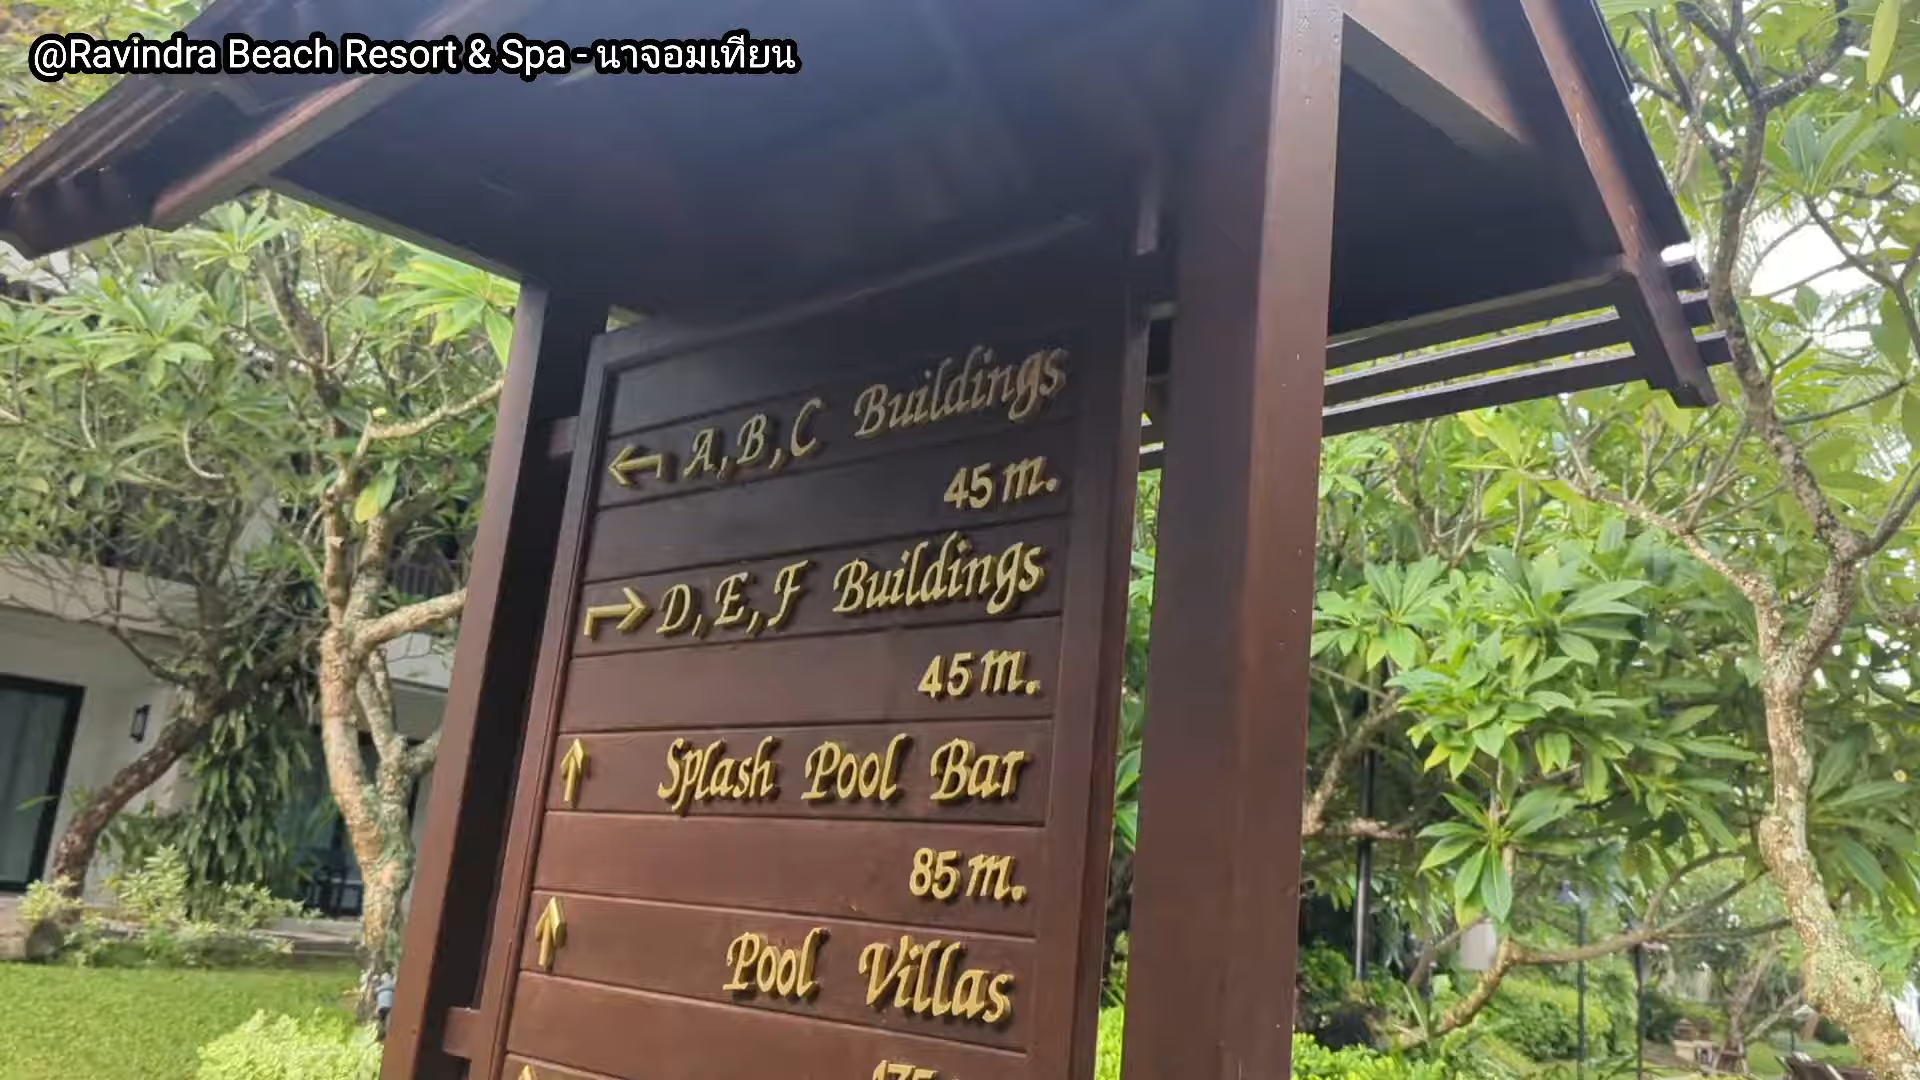 @Ravindra Beach Resort & Spa - นาจอมเทียน
← A, B, C Buildings
45 m.
→ D, E, F Buildings
45 m.
↑ Splash Pool Bar
85 m.
↑ Pool Villas